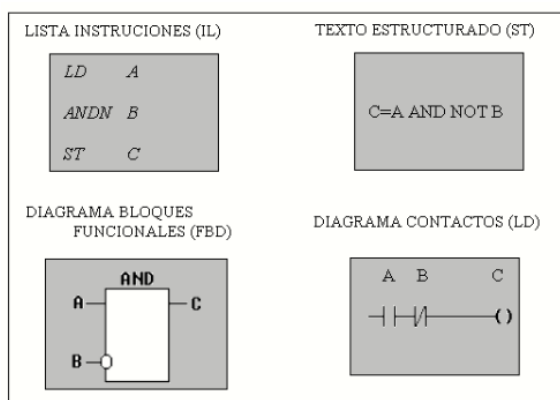 LISTA INSTRUCIONES (IL)
LD A
ANDN B
ST C
TEXTO ESTRUCTURADO (ST)
C=A AND NOT B
DIAGRAMA BLOQUES
FUNCIONALES (FBD)
AND
A C
B
DIAGRAMA CONTACTOS (LD)
A B C